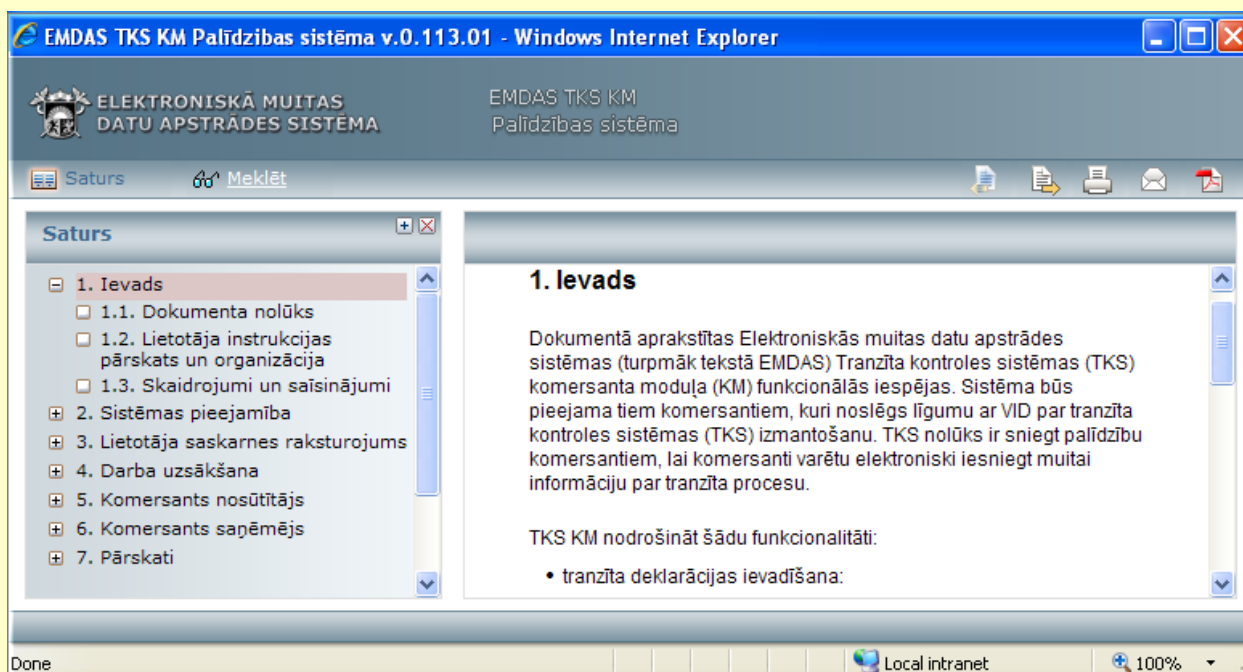 EMDAS TKS KM Palīdzibas sistēma v.0.113.01 - Windows Internet Explorer
ELEKTRONISKĀ MUITAS
DATU APSTRĀDES SISTĒMA
EMDAS TKS KM
Palīdzības sistēma
Saturs
Meklēt
Saturs
1. Ievads
1.1. Dokumenta nolūks
1.2. Lietotāja instrukcijas
pārskats un organizācija
1.3. Skaidrojumi un saīsinājumi
2. Sistēmas pieejamība
3. Lietotāja saskarnes raksturojums
4. Darba uzsākšana
5. Komersants nosūtītājs
6. Komersants saņēmējs
7. Pārskati
1. Ievads
Dokumentā aprakstītas Elektroniskās muitas datu apstrādes
sistēmas (turpmāk tekstā EMDAS) Tranzīta kontroles sistēmas (TKS)
komersanta moduļa (KM) funkcionālās iespējas. Sistēma būs
pieejama tiem komersantiem, kuri noslēgs līgumu ar VID par tranzīta
kontroles sistēmas (TKS) izmantošanu. TKS nolūks ir sniegt palīdzību
komersantiem, lai komersanti varētu elektroniski iesniegt muitai
informāciju par tranzīta procesu.
TKS KM nodrošināt šādu funkcionalitāti:
• tranzīta deklarācijas ievadīšana:
Done
Local intranet
100%